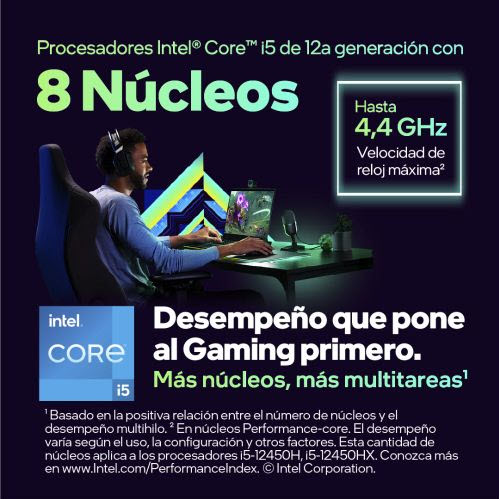 Procesadores Intel® Core™ i5 de 12a generación con
8 Núcleos
Hasta
4,4 GHz
Velocidad de
reloj máxima²
intel.
CORE™
i5
Desempeño que pone
al Gaming primero.
Más núcleos, más multitareas¹
¹ Basado en la positiva relación entre el número de núcleos y el
desempeño multihilo. ² En núcleos Performance-core. El desempeño
varía según el uso, la configuración y otros factores. Esta cantidad de
núcleos aplica a los procesadores i5-12450H, i5-12450HX. Conozca más
en www.Intel.com/PerformanceIndex. © Intel Corporation.